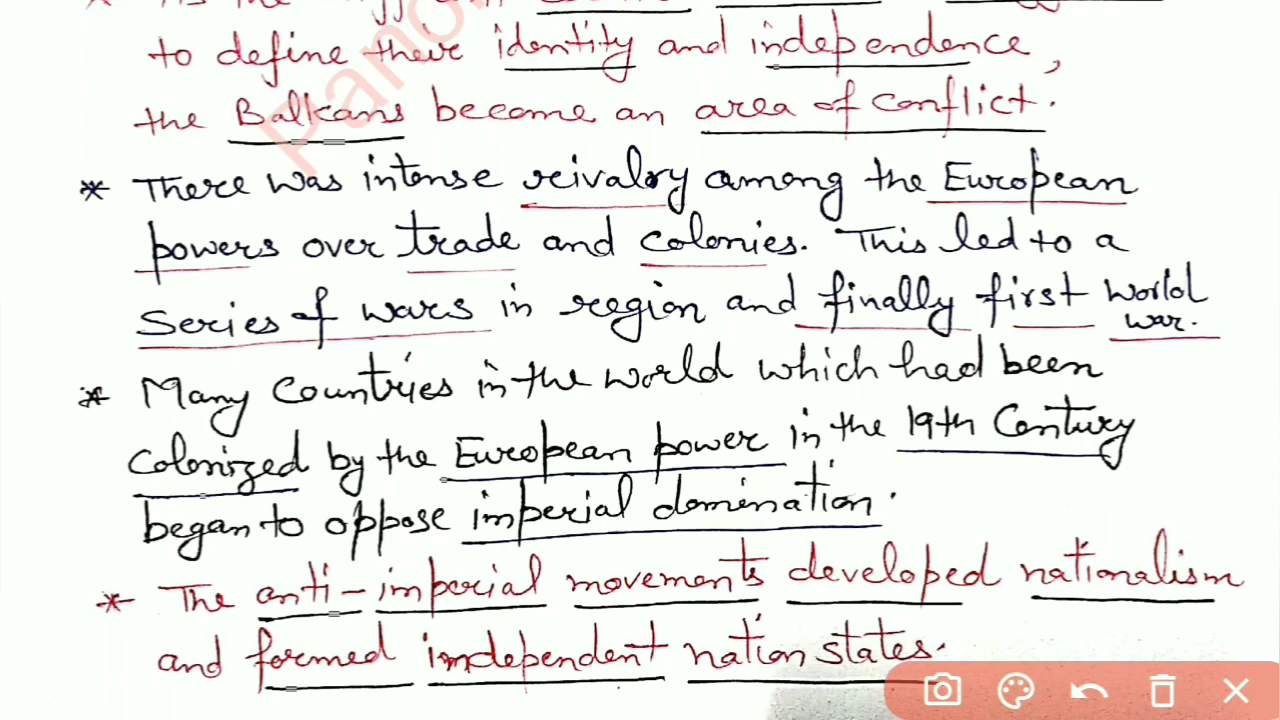 to define their identity and independence,
the Balkans become an area of conflict.
* There was intense rivalry among the European
powers over trade and colonies. This led to a
series of wars in region and finally first world
war.
* Many countries in the world which had been
colonized by the European power in the 19th Century
began to oppose imperial domination.
* The anti-imperial movements developed nationalism
and formed independent nation states.